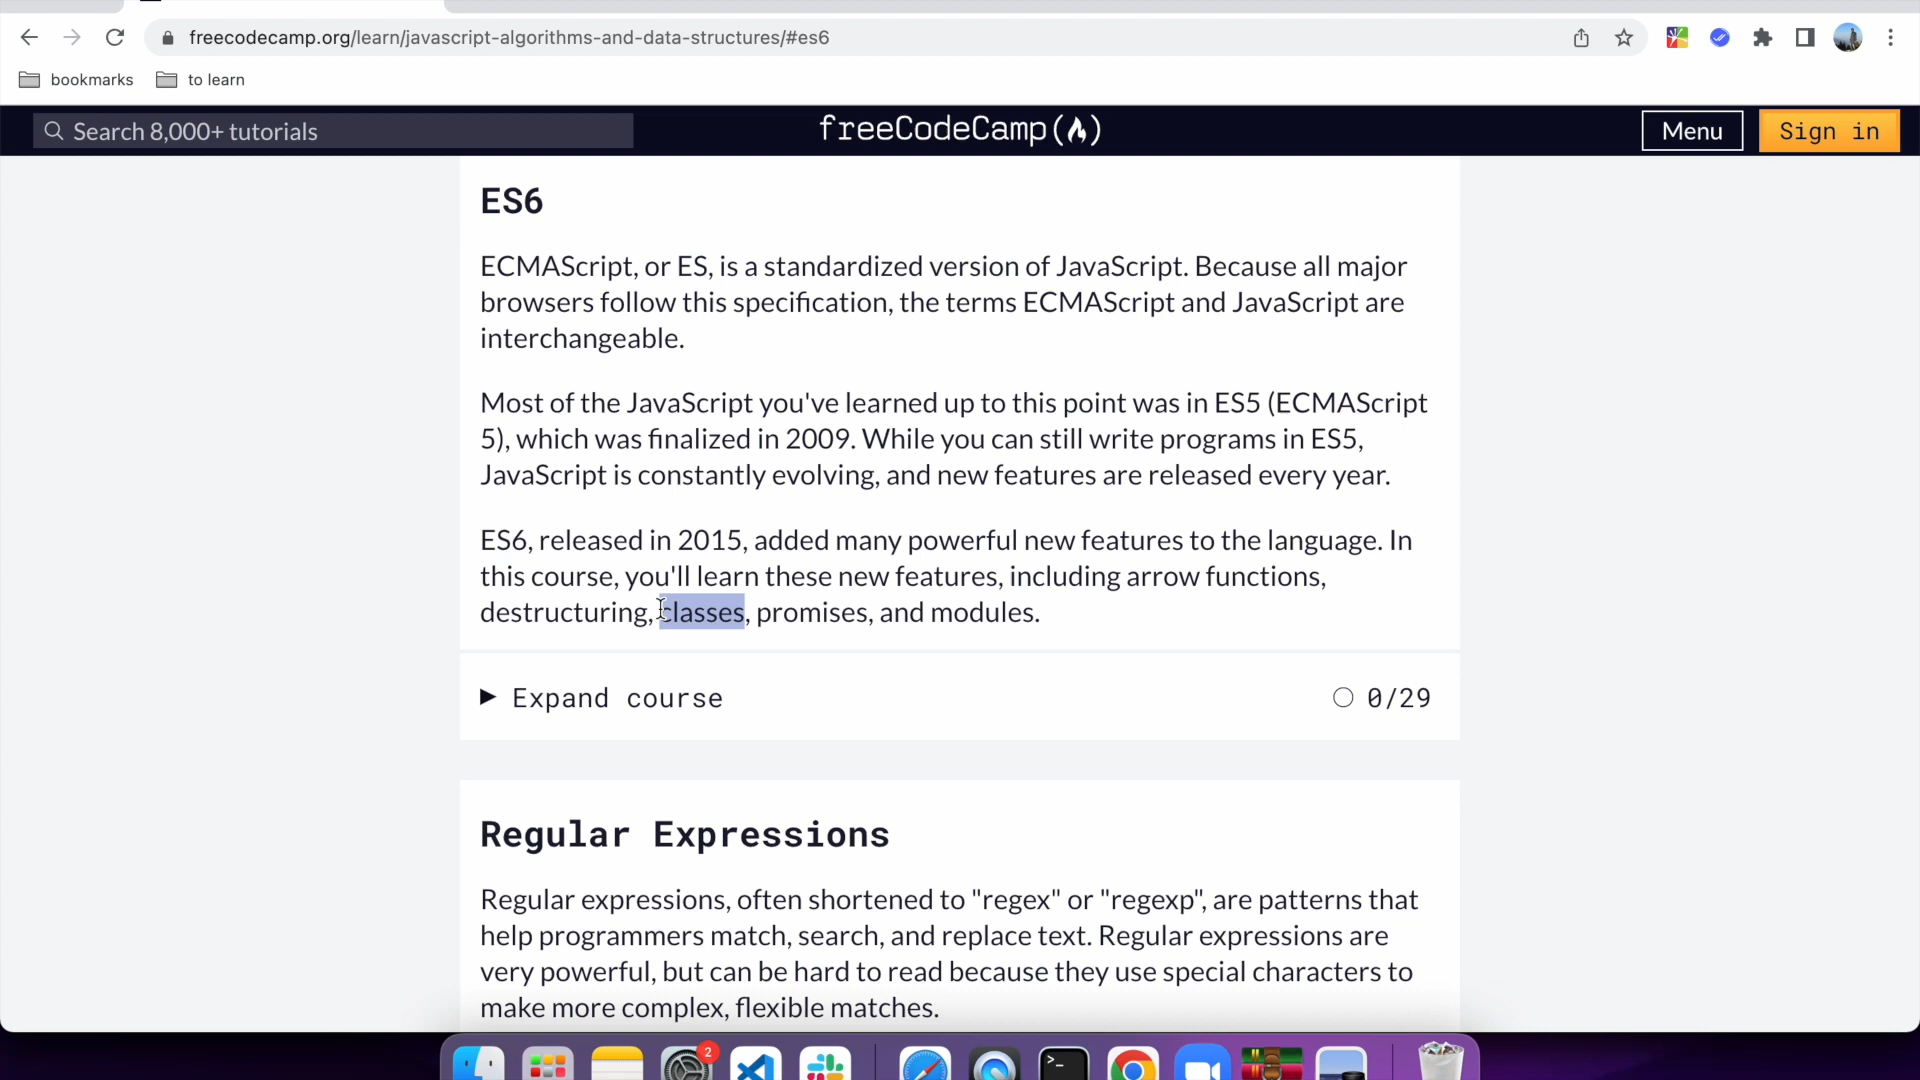 freecodecamp.org/learn/javascript-algorithms-and-data-structures/#es6
bookmarks to learn
Search 8,000+ tutorials freeCodeCamp Menu Sign in
ES6
ECMAScript, or ES, is a standardized version of JavaScript. Because all major
browsers follow this specification, the terms ECMAScript and JavaScript are
interchangeable.
Most of the JavaScript you've learned up to this point was in ES5 (ECMAScript
5), which was finalized in 2009. While you can still write programs in ES5,
JavaScript is constantly evolving, and new features are released every year.
ES6, released in 2015, added many powerful new features to the language. In
this course, you'll learn these new features, including arrow functions,
destructuring, classes, promises, and modules.
Expand course 0/29
Regular Expressions
Regular expressions, often shortened to "regex" or "regexp", are patterns that
help programmers match, search, and replace text. Regular expressions are
very powerful, but can be hard to read because they use special characters to
make more complex, flexible matches.
2